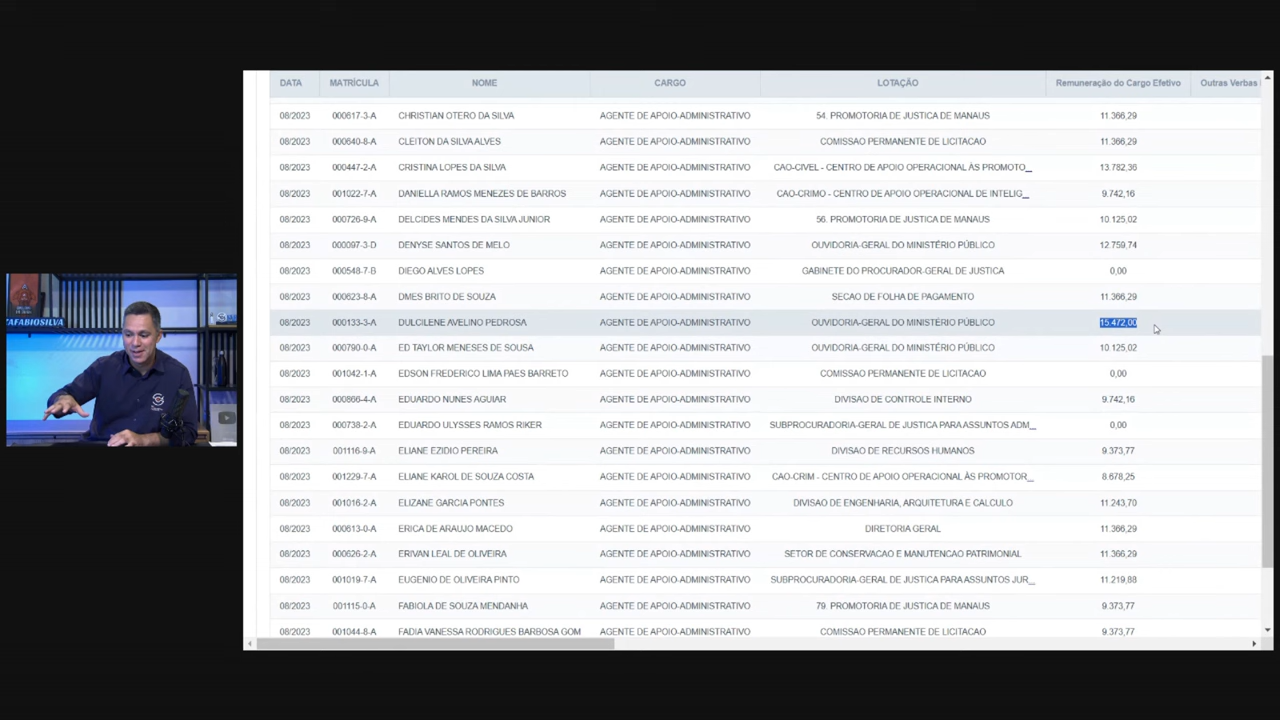 DATA MATRÍCULA NOME CARGO LOTAÇÃO Remuneração do Cargo Efetivo Outras Verbas
08/2023 000617-3-A CHRISTIAN OTERO DA SILVA AGENTE DE APOIO-ADMINISTRATIVO 54. PROMOTORIA DE JUSTICA DE MANAUS 11.366,29
08/2023 000640-8-A CLEITON DA SILVA ALVES AGENTE DE APOIO-ADMINISTRATIVO COMISSAO PERMANENTE DE LICITACAO 11.366,29
08/2023 000447-2-A CRISTINA LOPES DA SILVA AGENTE DE APOIO-ADMINISTRATIVO CAO-CIVEL - CENTRO DE APOIO OPERACIONAL ÀS PROMOTO_ 13.782,36
08/2023 001022-7-A DANIELLA RAMOS MENEZES DE BARROS AGENTE DE APOIO-ADMINISTRATIVO CAO-CRIMO - CENTRO DE APOIO OPERACIONAL DE INTELIG_ 9.742,16
08/2023 000726-9-A DELCIDES MENDES DA SILVA JUNIOR AGENTE DE APOIO-ADMINISTRATIVO 56. PROMOTORIA DE JUSTICA DE MANAUS 10.125,02
08/2023 000097-3-D DENYSE SANTOS DE MELO AGENTE DE APOIO-ADMINISTRATIVO OUVIDORIA-GERAL DO MINISTÉRIO PÚBLICO 12.759,74
08/2023 000548-7-B DIEGO ALVES LOPES AGENTE DE APOIO-ADMINISTRATIVO GABINETE DO PROCURADOR-GERAL DE JUSTICA 0,00
08/2023 000623-8-A DMES BRITO DE SOUZA AGENTE DE APOIO-ADMINISTRATIVO SECAO DE FOLHA DE PAGAMENTO 11.366,29
08/2023 000133-3-A DULCILENE AVELINO PEDROSA AGENTE DE APOIO-ADMINISTRATIVO OUVIDORIA-GERAL DO MINISTÉRIO PÚBLICO 15.472,00
08/2023 000790-0-A ED TAYLOR MENESES DE SOUSA AGENTE DE APOIO-ADMINISTRATIVO OUVIDORIA-GERAL DO MINISTÉRIO PÚBLICO 10.125,02
08/2023 001042-1-A EDSON FREDERICO LIMA PAES BARRETO AGENTE DE APOIO-ADMINISTRATIVO COMISSAO PERMANENTE DE LICITACAO 0,00
08/2023 000866-4-A EDUARDO NUNES AGUIAR AGENTE DE APOIO-ADMINISTRATIVO DIVISAO DE CONTROLE INTERNO 9.742,16
08/2023 000738-2-A EDUARDO ULYSSES RAMOS RIKER AGENTE DE APOIO-ADMINISTRATIVO SUBPROCURADORIA-GERAL DE JUSTICA PARA ASSUNTOS ADM_ 0,00
08/2023 001116-9-A ELIANE EZIDIO PEREIRA AGENTE DE APOIO-ADMINISTRATIVO DIVISAO DE RECURSOS HUMANOS 9.373,77
08/2023 001229-7-A ELIANE KAROL DE SOUZA COSTA AGENTE DE APOIO-ADMINISTRATIVO CAO-CRIM - CENTRO DE APOIO OPERACIONAL ÀS PROMOTOR_ 8.678,25
08/2023 001016-2-A ELIZANE GARCIA PONTES AGENTE DE APOIO-ADMINISTRATIVO DIVISAO DE ENGENHARIA, ARQUITETURA E CALCULO 11.243,70
08/2023 000613-0-A ERICA DE ARAUJO MACEDO AGENTE DE APOIO-ADMINISTRATIVO DIRETORIA GERAL 11.366,29
08/2023 000626-2-A ERIVAN LEAL DE OLIVEIRA AGENTE DE APOIO-ADMINISTRATIVO SETOR DE CONSERVACAO E MANUTENCAO PATRIMONIAL 11.366,29
08/2023 001019-7-A EUGENIO DE OLIVEIRA PINTO AGENTE DE APOIO-ADMINISTRATIVO SUBPROCURADORIA-GERAL DE JUSTICA PARA ASSUNTOS JUR_ 11.219,88
08/2023 001115-0-A FABIOLA DE SOUZA MENDANHA AGENTE DE APOIO-ADMINISTRATIVO 79. PROMOTORIA DE JUSTICA DE MANAUS 9.373,77
08/2023 001044-8-A FADIA VANESSA RODRIGUES BARBOSA GOM AGENTE DE APOIO-ADMINISTRATIVO COMISSAO PERMANENTE DE LICITACAO 9.373,77
FABIOSILVA